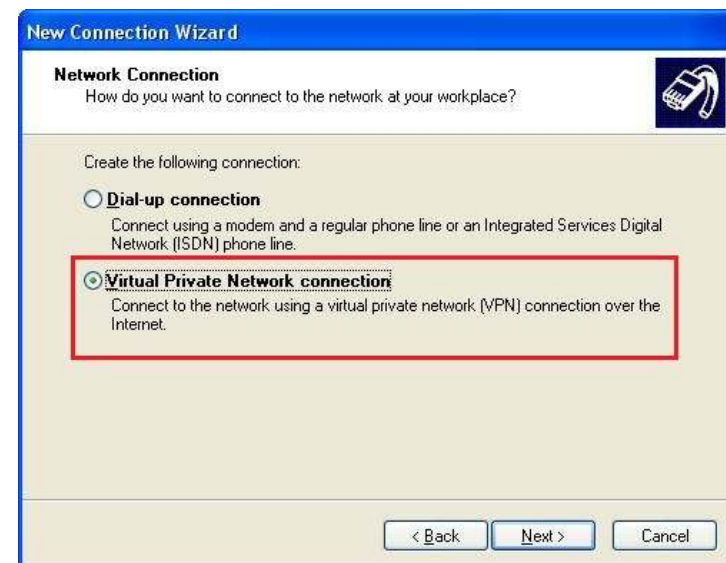 New Connection Wizard
Network Connection
How do you want to connect to the network at your workplace?
Create the following connection:
Dial-up connection
Connect using a modem and a regular phone line or an Integrated Services Digital
Network (ISDN) phone line.
Virtual Private Network connection
Connect to the network using a virtual private network (VPN) connection over the
Internet.
< Back Next > Cancel